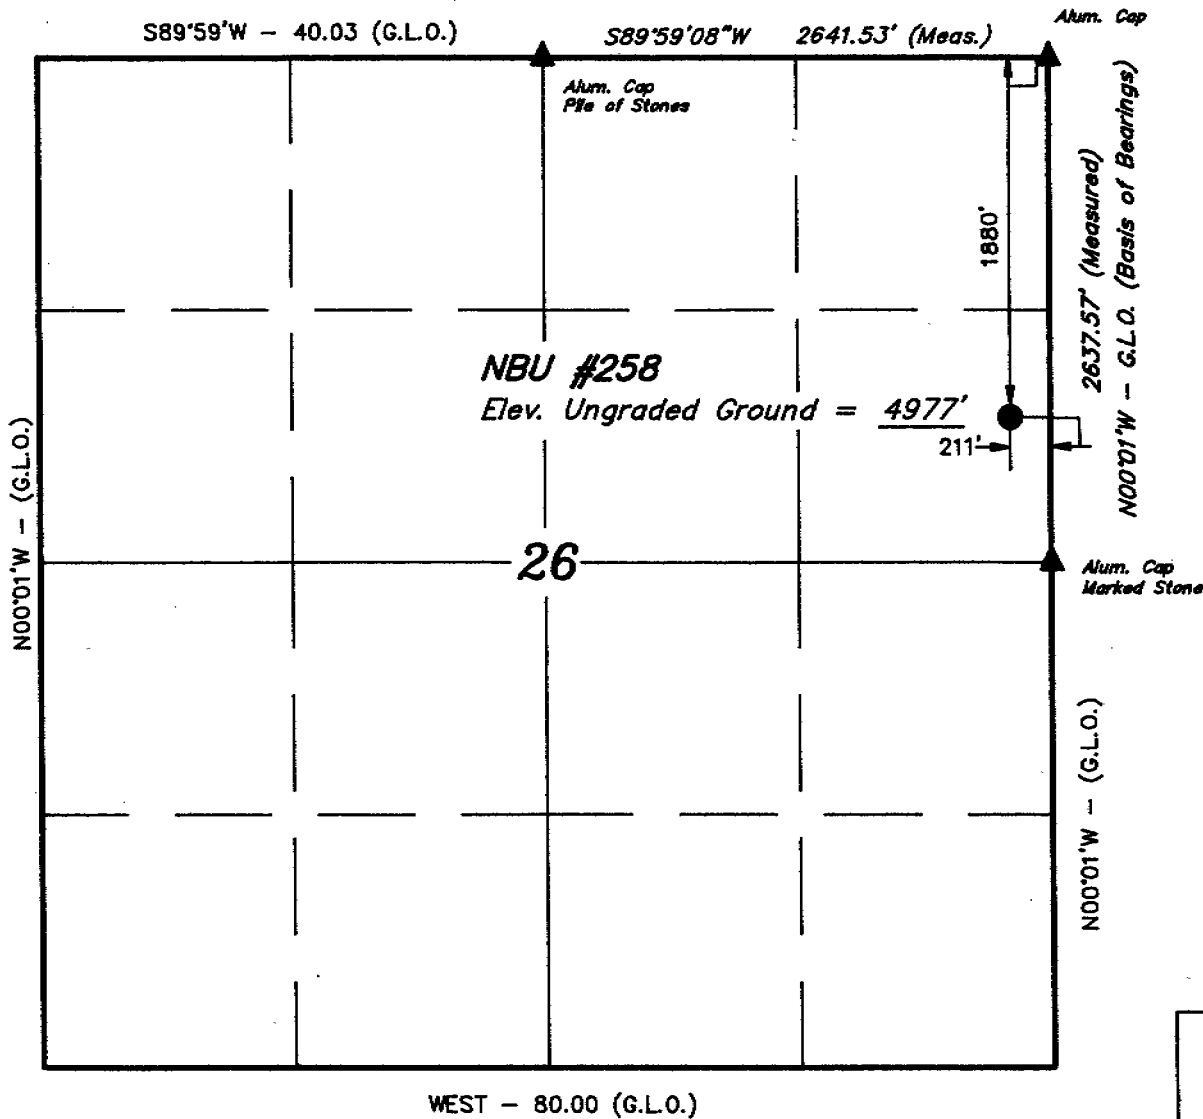 Alum. Cap
S89°59'W - 40.03 (G.L.O.)
S89°59'08"W 2641.53' (Meas.)
Alum. Cap
Pile of Stones
2637.57' (Measured)
N00°01'W - G.L.O. (Basis of Bearings)
1880'
NBU #258
Elev. Ungraded Ground = 4977'
211'
N00°01'W - (G.L.O.)
26
Alum. Cap
Marked Stone
N00°01'W - (G.L.O.)
WEST - 80.00 (G.L.O.)